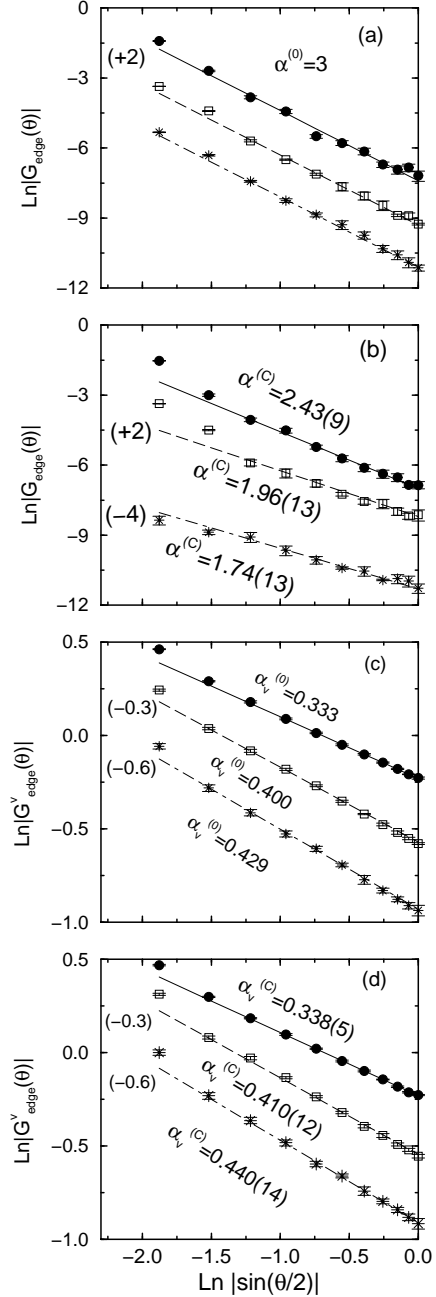 0
(a)
(+2)
α^(0)=3
−3
−6
−9
−12
Ln|G_edge(θ)|
0
(b)
α^(C)=2.43(9)
−3
(+2)
α^(C)=1.96(13)
−6
(−4)
α^(C)=1.74(13)
−9
−12
Ln|G_edge(θ)|
0.5
(c)
α_v^(0)=0.333
(−0.3)
0.0
(−0.6)
α_v^(0)=0.400
α_v^(0)=0.429
−0.5
−1.0
Ln|G^v_edge(θ)|
0.5
(d)
α_v^(C)=0.338(5)
(−0.3)
0.0
(−0.6)
α_v^(C)=0.410(12)
α_v^(C)=0.440(14)
−0.5
−1.0
Ln|G^v_edge(θ)|
−2.0 −1.5 −1.0 −0.5 0.0
Ln |sin(θ/2)|